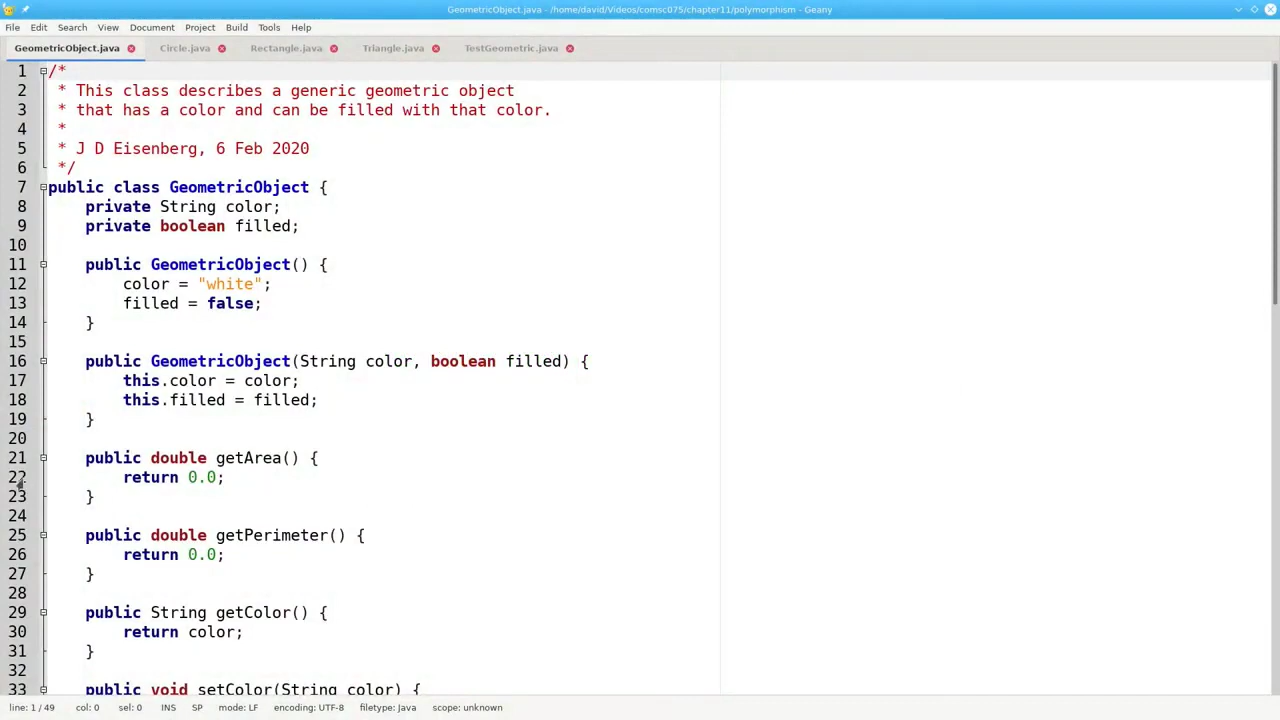 GeometricObject.java - /home/david/Videos/comsc075/chapter11/polymorphism - Geany
File Edit Search View Document Project Build Tools Help
GeometricObject.java Circle.java Rectangle.java Triangle.java TestGeometric.java
1 /*
2  * This class describes a generic geometric object
3  * that has a color and can be filled with that color.
4  *
5  * J D Eisenberg, 6 Feb 2020
6  */
7 public class GeometricObject {
8     private String color;
9     private boolean filled;
10
11     public GeometricObject() {
12         color = "white";
13         filled = false;
14     }
15
16     public GeometricObject(String color, boolean filled) {
17         this.color = color;
18         this.filled = filled;
19     }
20
21     public double getArea() {
22         return 0.0;
23     }
24
25     public double getPerimeter() {
26         return 0.0;
27     }
28
29     public String getColor() {
30         return color;
31     }
32
33     public void setColor(String color) {
line: 1 / 49 col: 0 sel: 0 INS SP mode: LF encoding: UTF-8 filetype: Java scope: unknown